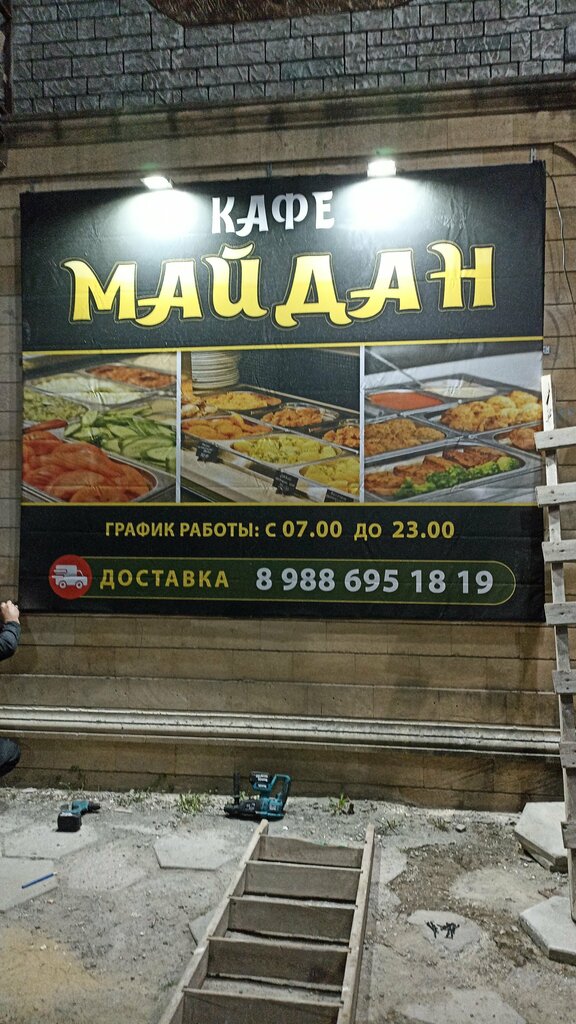 КАФЕ
МАЙДАН
ГРАФИК РАБОТЫ: С 07.00 ДО 23.00
ДОСТАВКА 8 988 695 18 19